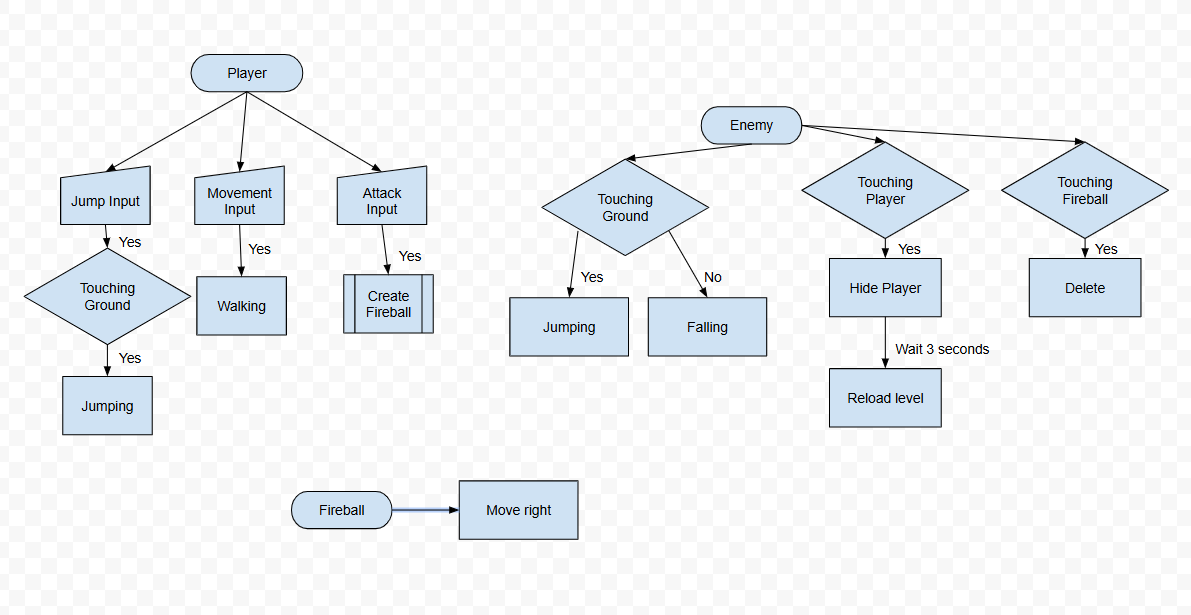 Player
Jump Input
Movement
Input
Attack
Input
Yes
Yes
Yes
Touching
Ground
Walking
Create
Fireball
Yes
Jumping
Enemy
Touching
Ground
Touching
Player
Touching
Fireball
Yes
No
Yes
Yes
Jumping
Falling
Hide Player
Delete
Wait 3 seconds
Reload level
Fireball
Move right